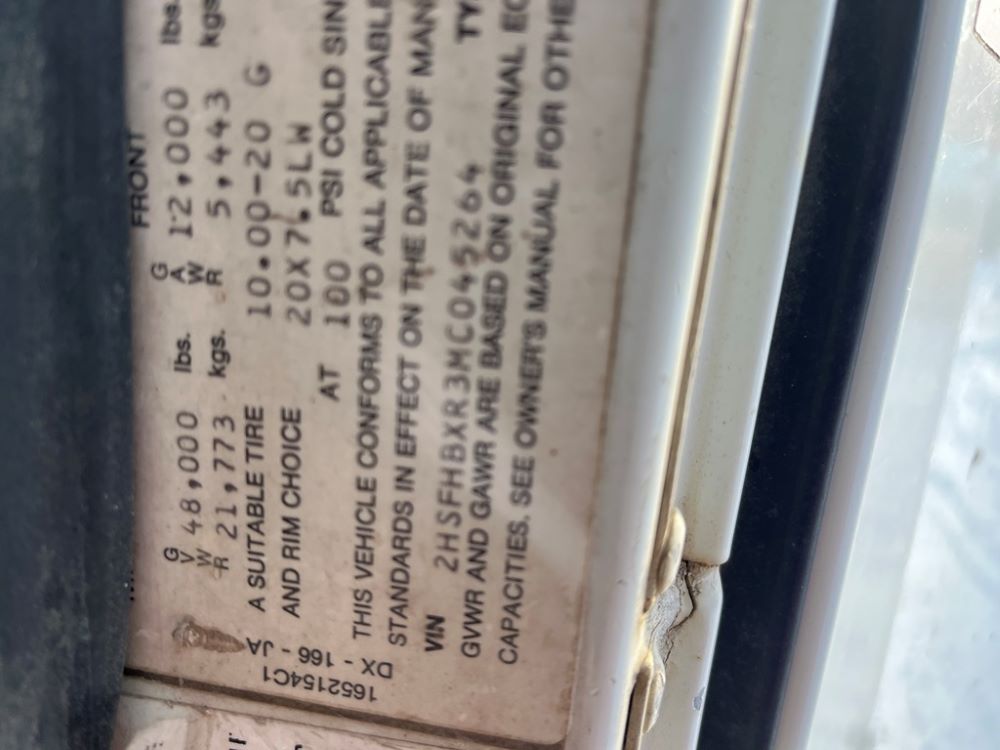 FRONT
GVWR 48,000 lbs. GAWR 12,000 lbs.
21,773 kgs. 5,443 kgs
A SUITABLE TIRE 10.00-20 G
AND RIM CHOICE 20X7.5LW
AT 100 PSI COLD SIN
THIS VEHICLE CONFORMS TO ALL APPLICABLE
STANDARDS IN EFFECT ON THE DATE OF MAN
VIN 2HSFHBXR3MC045264 TY
GVWR AND GAWR ARE BASED ON ORIGINAL EQ
CAPACITIES. SEE OWNER'S MANUAL FOR OTHE
1652154C1
DX - 166 - JA